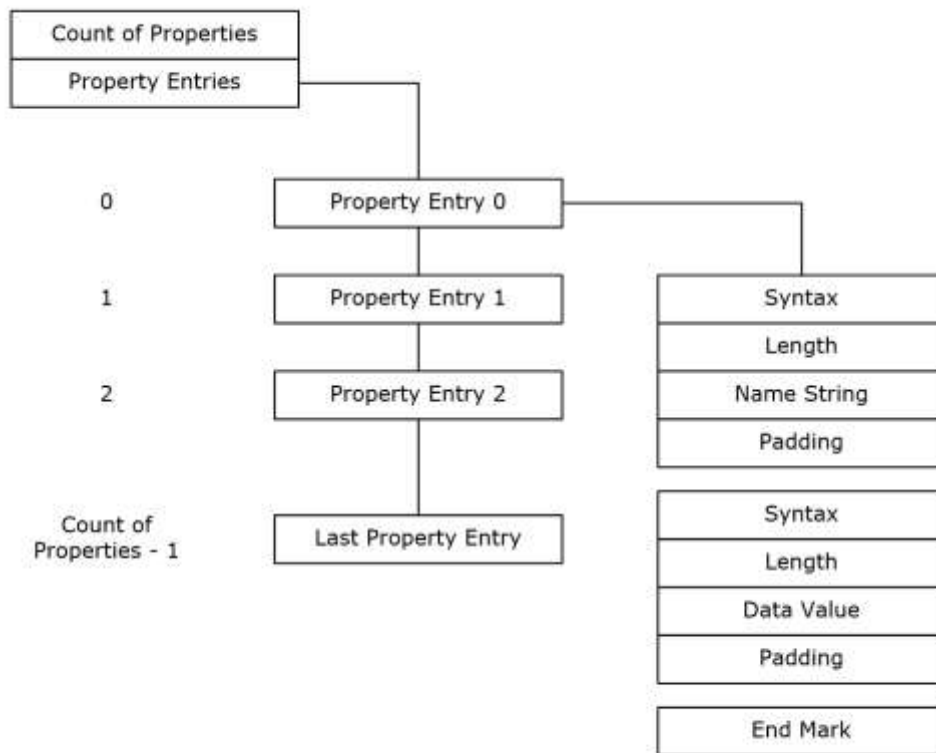 Count of Properties
Property Entries
0
Property Entry 0
1
Property Entry 1
Syntax
Length
2
Property Entry 2
Name String
Padding
Count of
Properties - 1
Last Property Entry
Syntax
Length
Data Value
Padding
End Mark